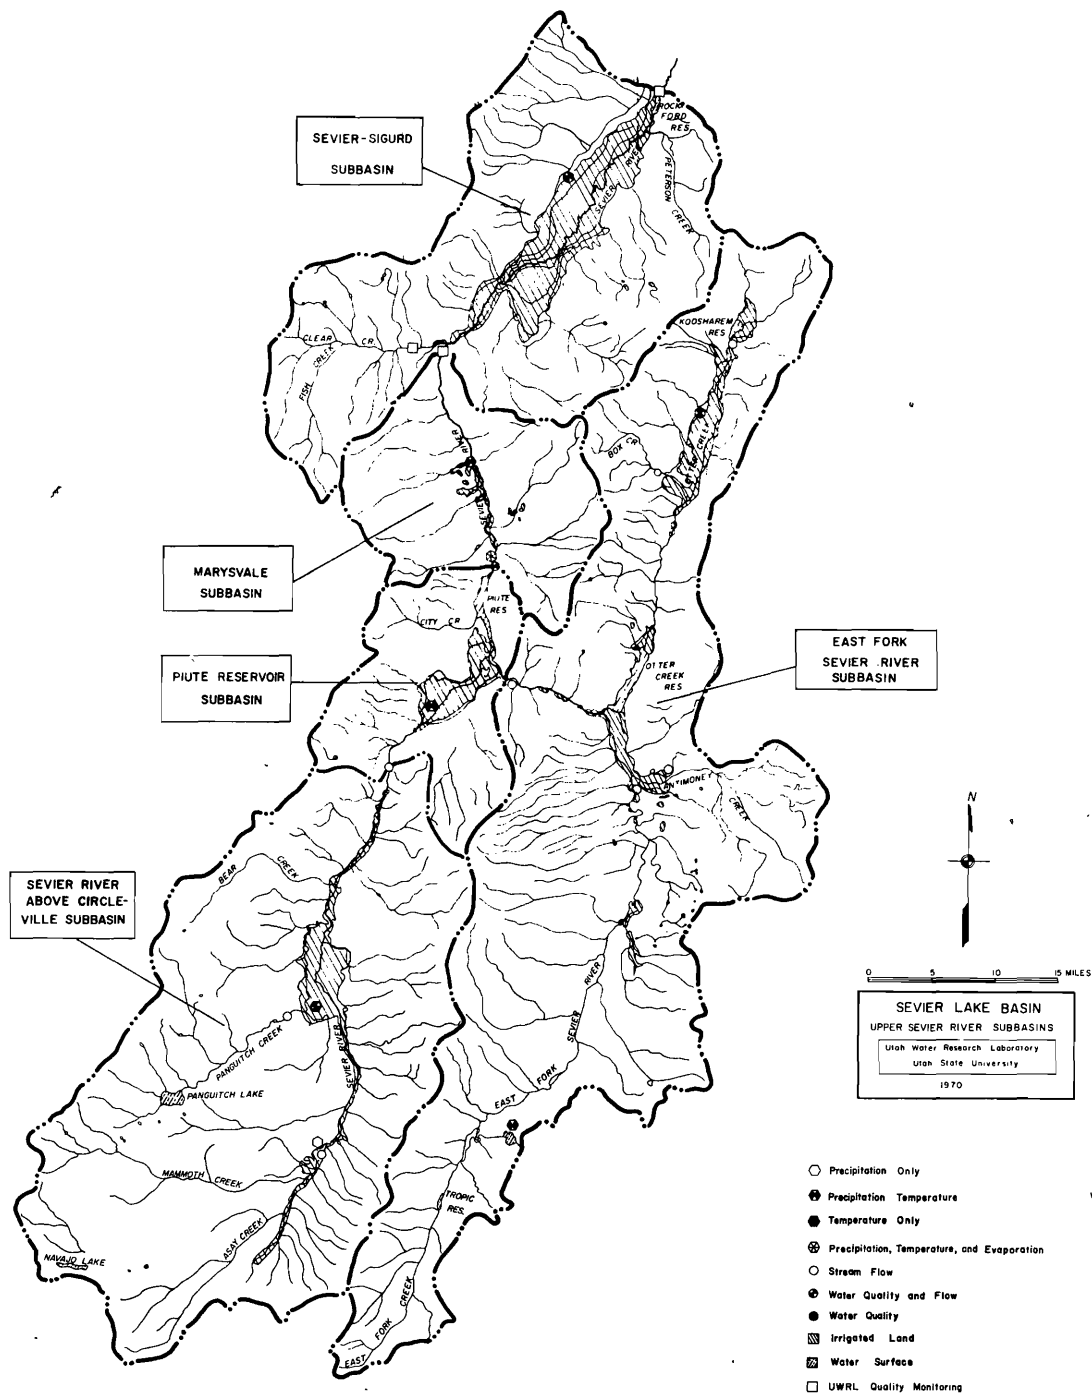 ROCKY
FORD
RES.
SEVIER-SIGURD
SUBBASIN
SEVIER RIVER
PETERSON CREEK
KOOSHAREM
RES
CLEAR CR.
FISH CREEK
BOX CR.
OTTER CREEK
SEVIER RIVER
MARYSVALE
SUBBASIN
PIUTE
RES
CITY CR.
EAST FORK
SEVIER RIVER
SUBBASIN
PIUTE RESERVOIR
SUBBASIN
OTTER
CREEK
RES
ANTIMONEY CREEK
N
BEAR CREEK
SEVIER RIVER
ABOVE CIRCLE-
VILLE SUBBASIN
0 5 10 15 MILES
SEVIER LAKE BASIN
UPPER SEVIER RIVER SUBBASINS
Utah Water Research Laboratory
Utah State University
1970
PANGUITCH CREEK
SEVIER RIVER
EAST FORK SEVIER RIVER
PANGUITCH LAKE
MAMMOTH CREEK
TROPIC
RES.
ASAY CREEK
NAVAJO LAKE
EAST FORK CREEK
Precipitation Only
Precipitation Temperature
Temperature Only
Precipitation, Temperature, and Evaporation
Stream Flow
Water Quality and Flow
Water Quality
Irrigated Land
Water Surface
UWRL Quality Monitoring